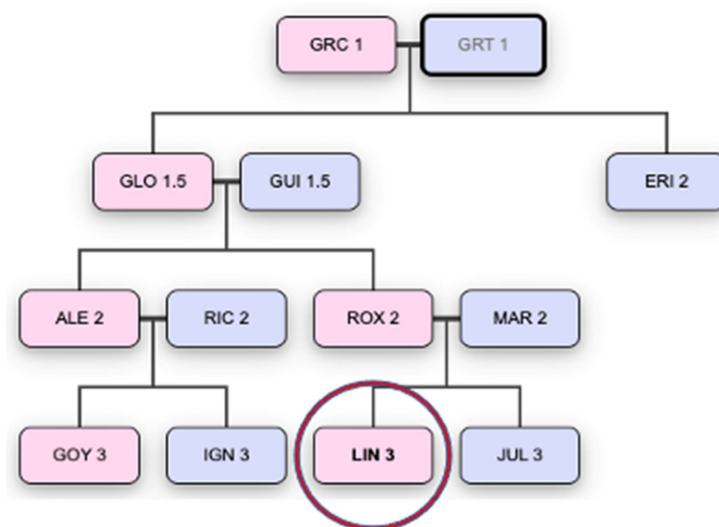 GRC 1 GRT 1
GLO 1.5 GUI 1.5 ERI 2
ALE 2 RIC 2 ROX 2 MAR 2
GOY 3 IGN 3 LIN 3 JUL 3